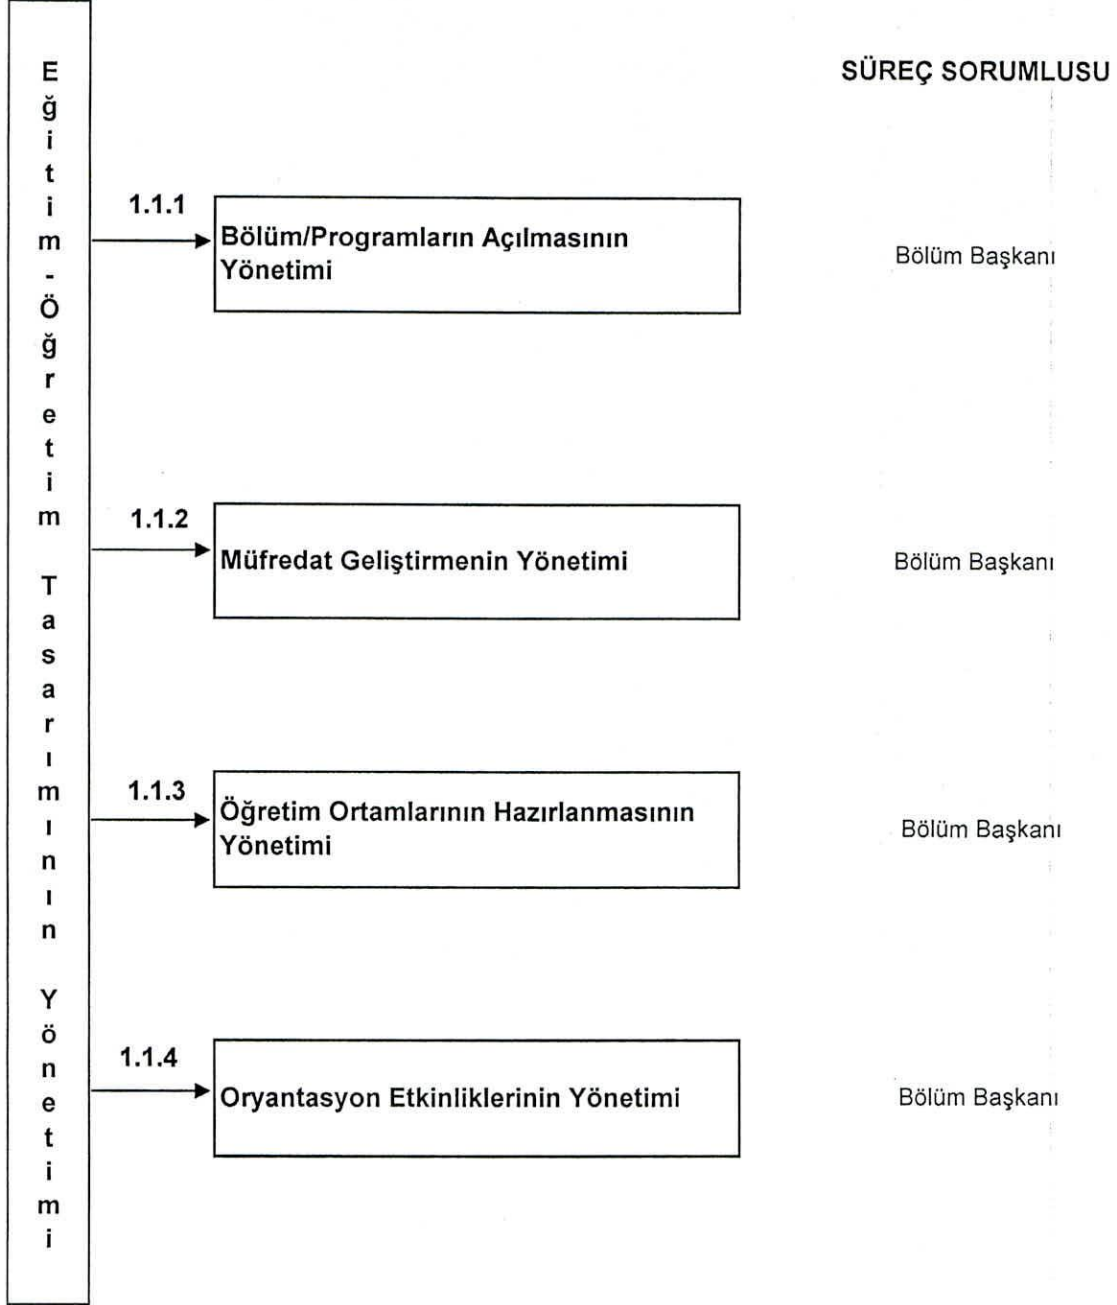 Eğitim-Öğretim Tasarımının Yönetimi
SÜREÇ SORUMLUSU
1.1.1
Bölüm/Programların Açılmasının
Yönetimi
Bölüm Başkanı
1.1.2
Müfredat Geliştirmenin Yönetimi
Bölüm Başkanı
1.1.3
Öğretim Ortamlarının Hazırlanmasının
Yönetimi
Bölüm Başkanı
1.1.4
Oryantasyon Etkinliklerinin Yönetimi
Bölüm Başkanı